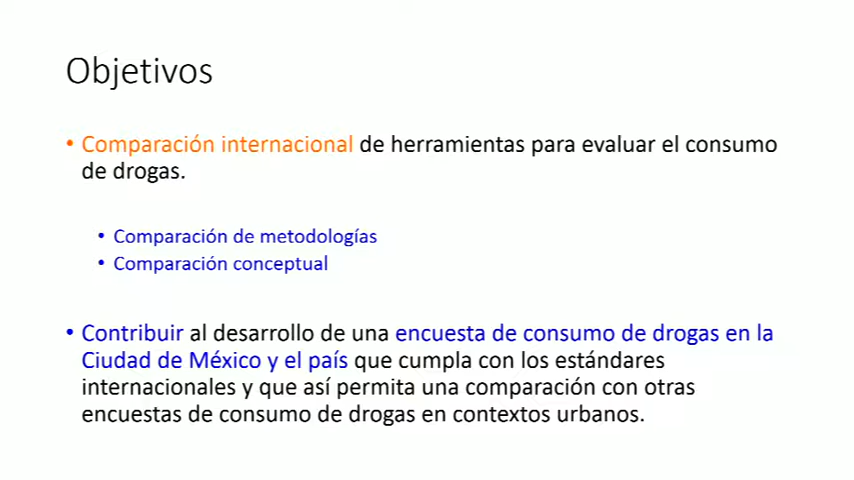 Objetivos
• Comparación internacional de herramientas para evaluar el consumo
de drogas.
• Comparación de metodologías
• Comparación conceptual
• Contribuir al desarrollo de una encuesta de consumo de drogas en la
Ciudad de México y el país que cumpla con los estándares
internacionales y que así permita una comparación con otras
encuestas de consumo de drogas en contextos urbanos.